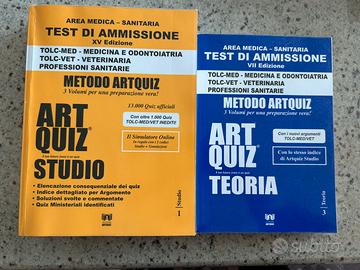 AREA MEDICA – SANITARIA
TEST DI AMMISSIONE
XV Edizione
TOLC-MED - MEDICINA E ODONTOIATRIA
TOLC-VET - VETERINARIA
PROFESSIONI SANITARIE
METODO ARTQUIZ
3 Volumi per una preparazione vera!
13.000 Quiz ufficiali
Con oltre 1.000 Quiz
TOLC-MED/VET INEDITI
ART
QUIZ
STUDIO
Il Simulatore Online
• Elencazione consequenziale dei quiz
• Indice dettagliato per Argomento
• Soluzioni svolte e commentate
• Quiz Ministeriali identificati
Studio
1
AREA MEDICA – SANITARIA
TEST DI AMMISSIONE
VII Edizione
TOLC-MED - MEDICINA E ODONTOIATRIA
TOLC-VET - VETERINARIA
PROFESSIONI SANITARIE
METODO ARTQUIZ
3 Volumi per una preparazione vera!
ART
QUIZ
TEORIA
Con i nuovi argomenti
TOLC-MED/VET
Con lo stesso indice
di Artquiz Studio
Teoria
3
subito